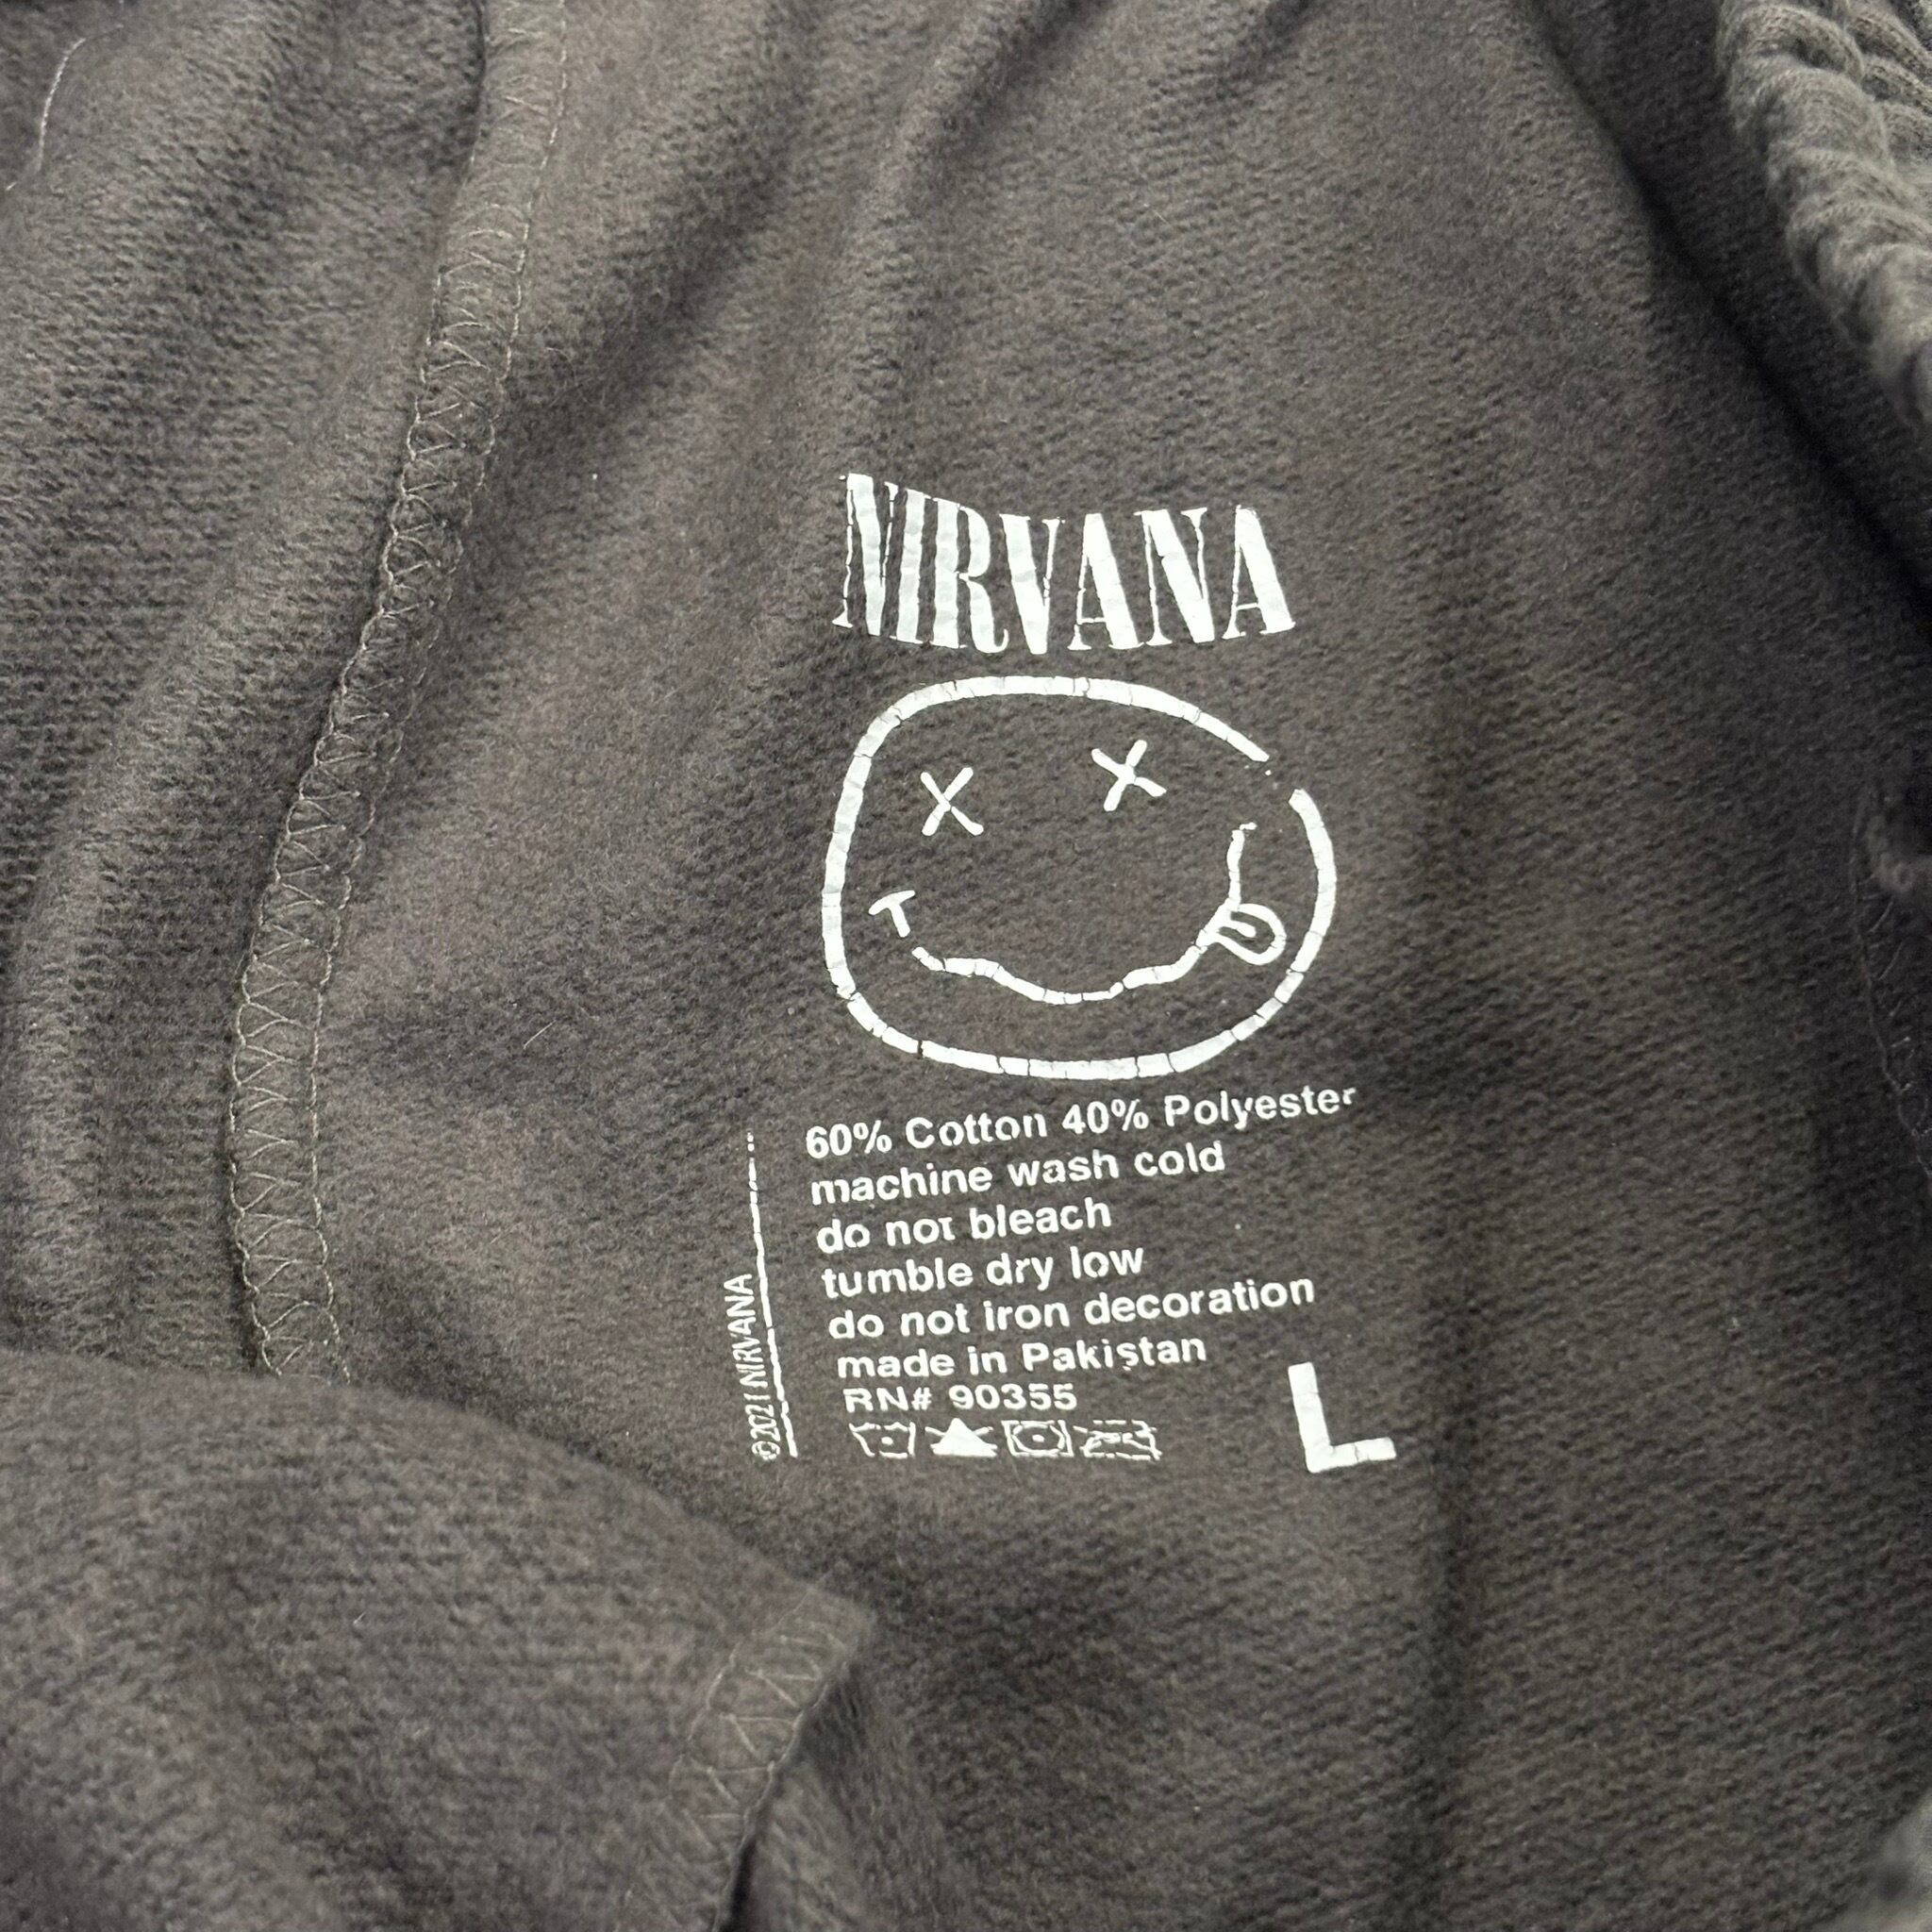 NIRVANA
60% Cotton 40% Polyester
machine wash cold
do not bleach
tumble dry low
do not iron decoration
made in Pakistan
RN# 90355
L
©2021 NIRVANA